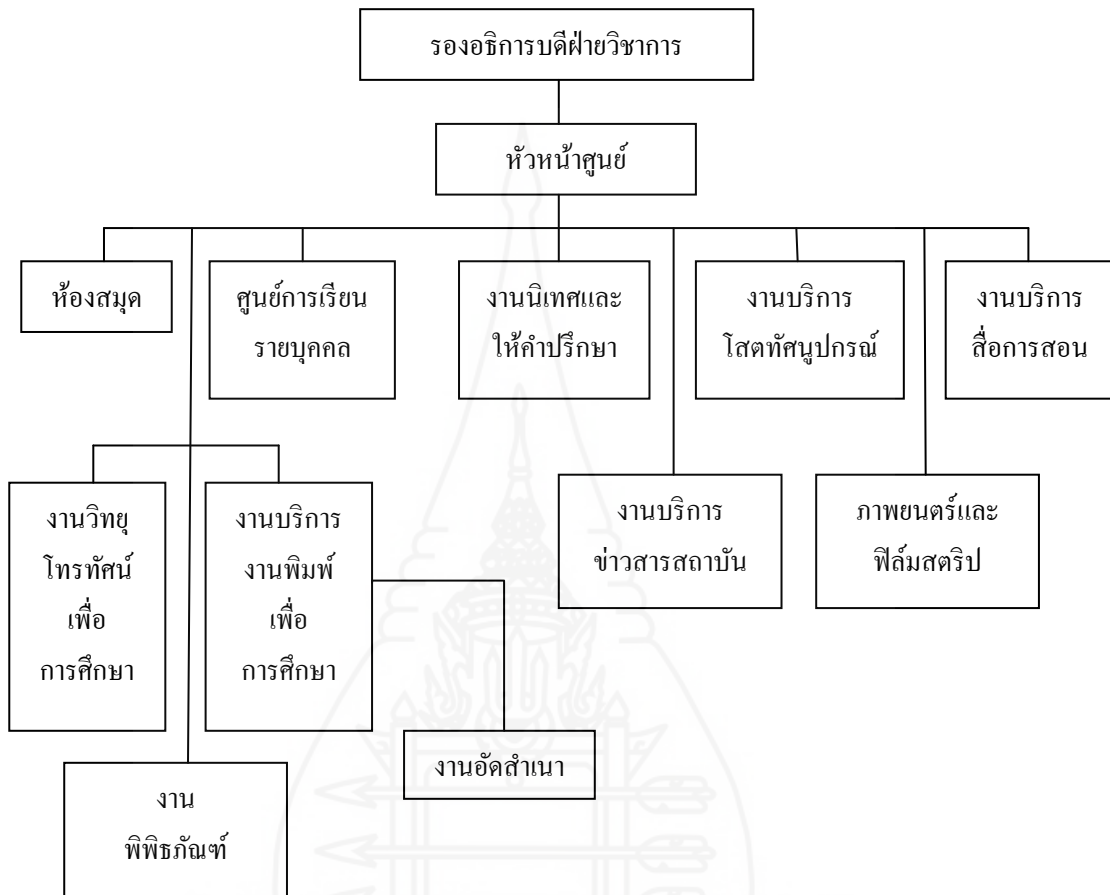 รองอธิการบดีฝ่ายวิชาการ
หัวหน้าศูนย์
ห้องสมุด
ศูนย์การเรียน
รายบุคคล
งานนิเทศและ
ให้คำปรึกษา
งานบริการ
โสตทัศนูปกรณ์
งานบริการ
สื่อการสอน
งานวิทยุ
โทรทัศน์
เพื่อ
การศึกษา
งานบริการ
งานพิมพ์
เพื่อ
การศึกษา
งานบริการ
ข่าวสารสถาบัน
ภาพยนตร์และ
ฟิล์มสตริป
งานอัดสำเนา
งาน
พิพิธภัณฑ์